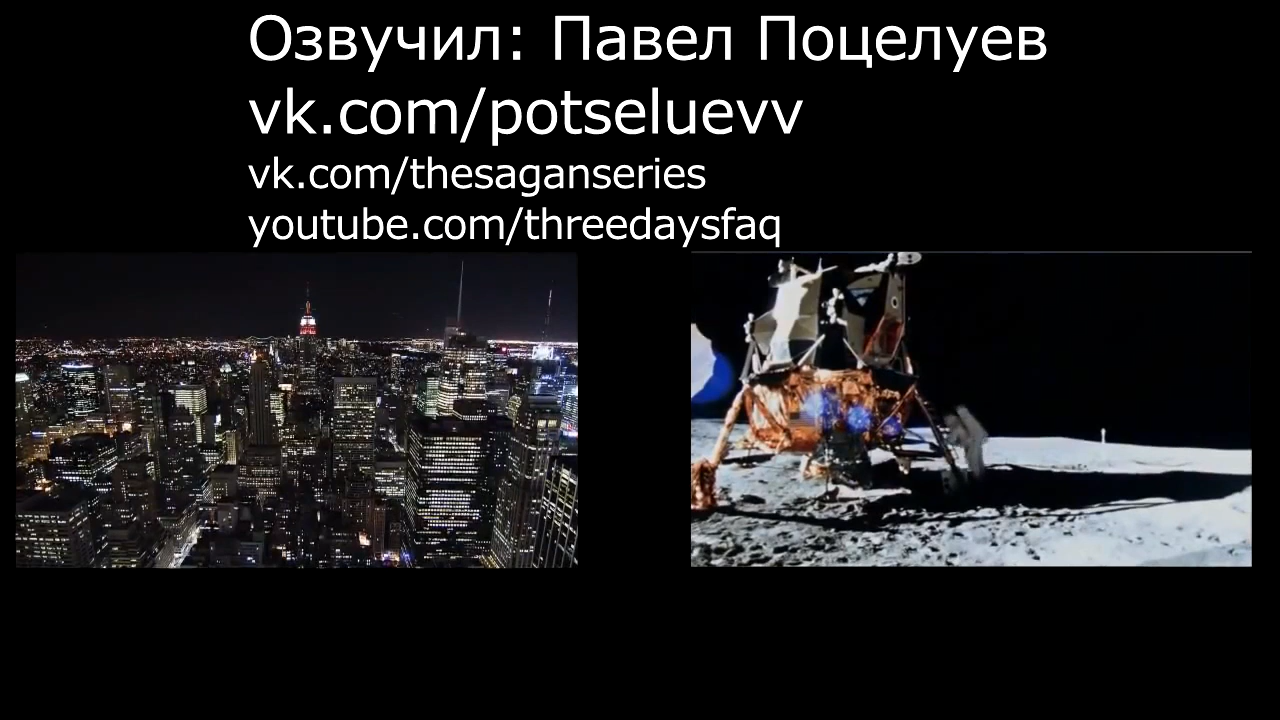 Озвучил: Павел Поцелуев
vk.com/potseluevv
vk.com/thesaganseries
youtube.com/threedaysfaq